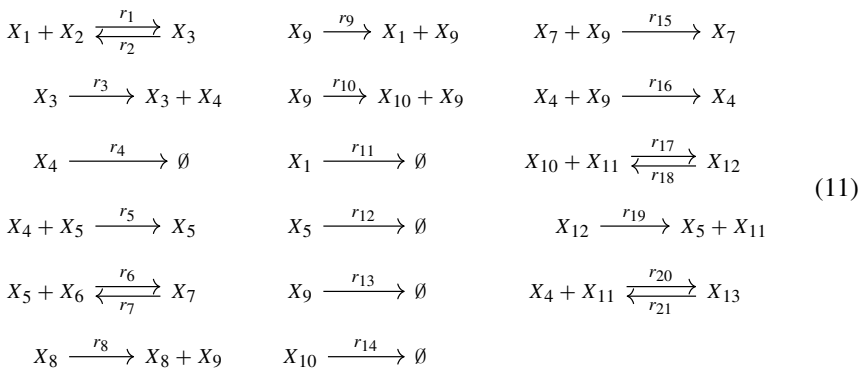 X₁ + X₂ ⇄ X₃ (r₁, r₂)   X₉ → X₁ + X₉ (r₉)   X₇ + X₉ → X₇ (r₁₅)
X₃ → X₃ + X₄ (r₃)   X₉ → X₁₀ + X₉ (r₁₀)   X₄ + X₉ → X₄ (r₁₆)
X₄ → ∅ (r₄)   X₁ → ∅ (r₁₁)   X₁₀ + X₁₁ ⇄ X₁₂ (r₁₇, r₁₈)
(11)
X₄ + X₅ → X₅ (r₅)   X₅ → ∅ (r₁₂)   X₁₂ → X₅ + X₁₁ (r₁₉)
X₅ + X₆ ⇄ X₇ (r₆, r₇)   X₉ → ∅ (r₁₃)   X₄ + X₁₁ ⇄ X₁₃ (r₂₀, r₂₁)
X₈ → X₈ + X₉ (r₈)   X₁₀ → ∅ (r₁₄)